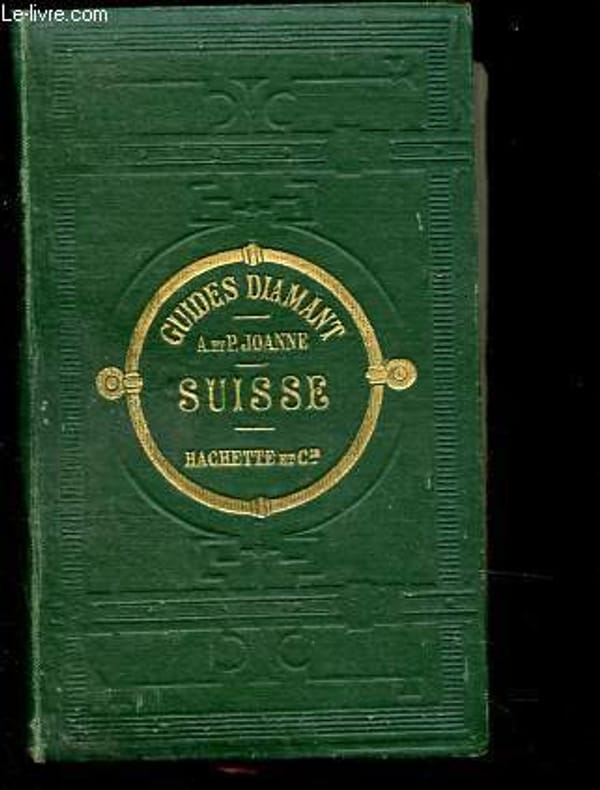 Le-livre.com
GUIDES DIAMANT
A. ET P. JOANNE
SUISSE
HACHETTE ET CIE